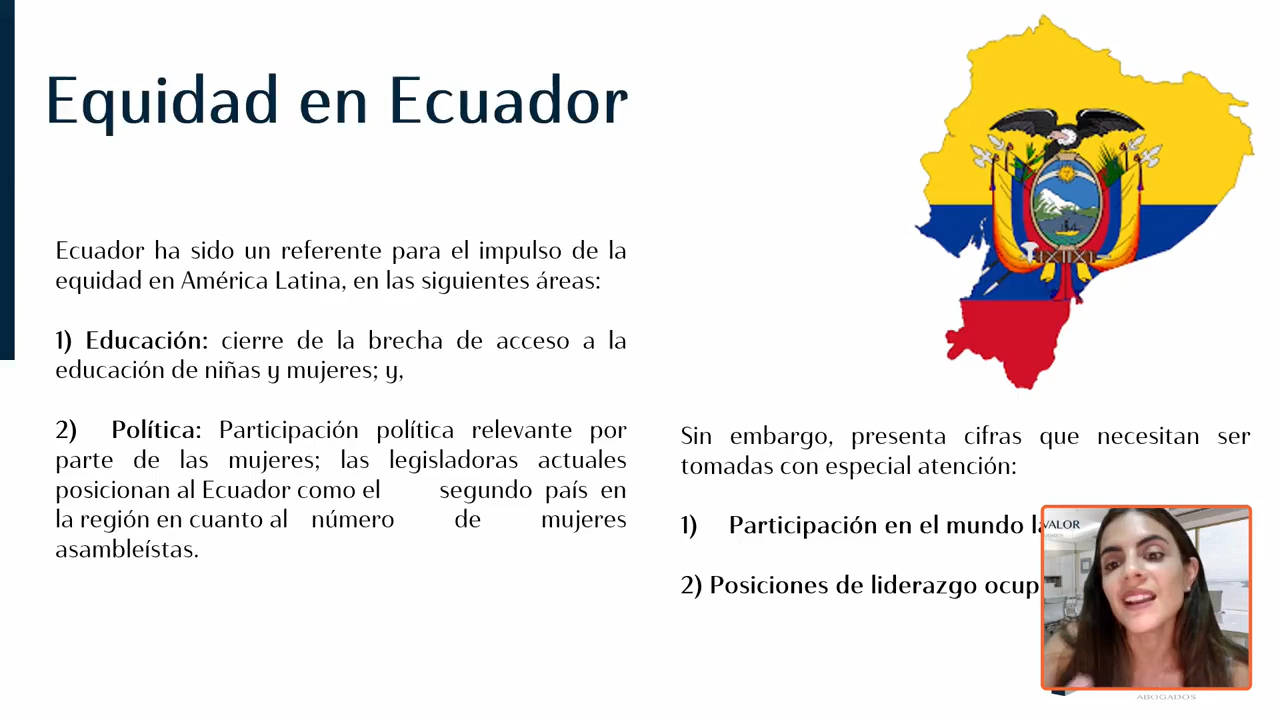 Equidad en Ecuador
Ecuador ha sido un referente para el impulso de la
equidad en América Latina, en las siguientes áreas:
1) Educación: cierre de la brecha de acceso a la
educación de niñas y mujeres; y,
2) Política: Participación política relevante por
parte de las mujeres; las legisladoras actuales
posicionan al Ecuador como el segundo país en
la región en cuanto al número de mujeres
asambleístas.
Sin embargo, presenta cifras que necesitan ser
tomadas con especial atención:
1) Participación en el mundo
2) Posiciones de liderazgo
VALOR
ABOGADOS